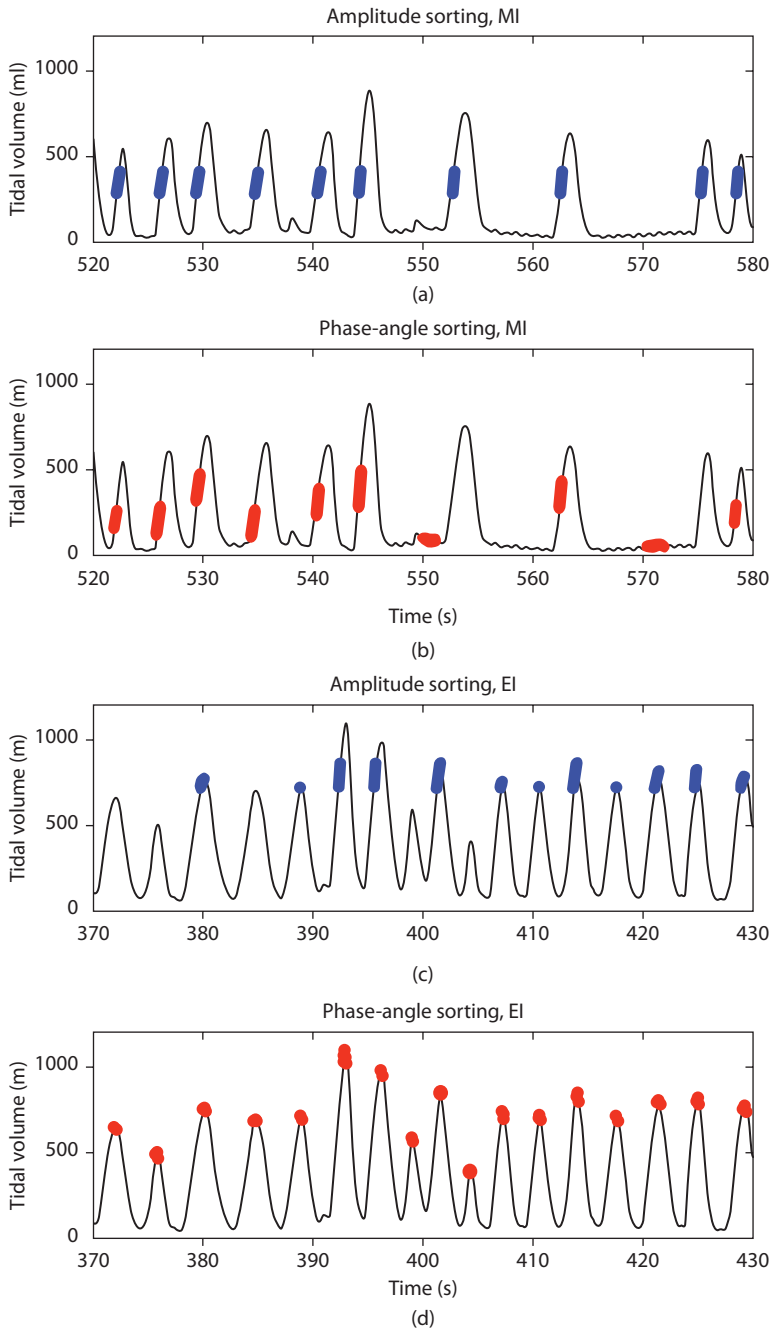 Amplitude sorting, MI
Tidal volume (ml)
1000
500
0
520 530 540 550 560 570 580
(a)
Phase-angle sorting, MI
Tidal volume (m)
1000
500
0
520 530 540 550 560 570 580
Time (s)
(b)
Amplitude sorting, EI
Tidal volume (m)
1000
500
0
370 380 390 400 410 420 430
(c)
Phase-angle sorting, EI
Tidal volume (m)
1000
500
0
370 380 390 400 410 420 430
Time (s)
(d)